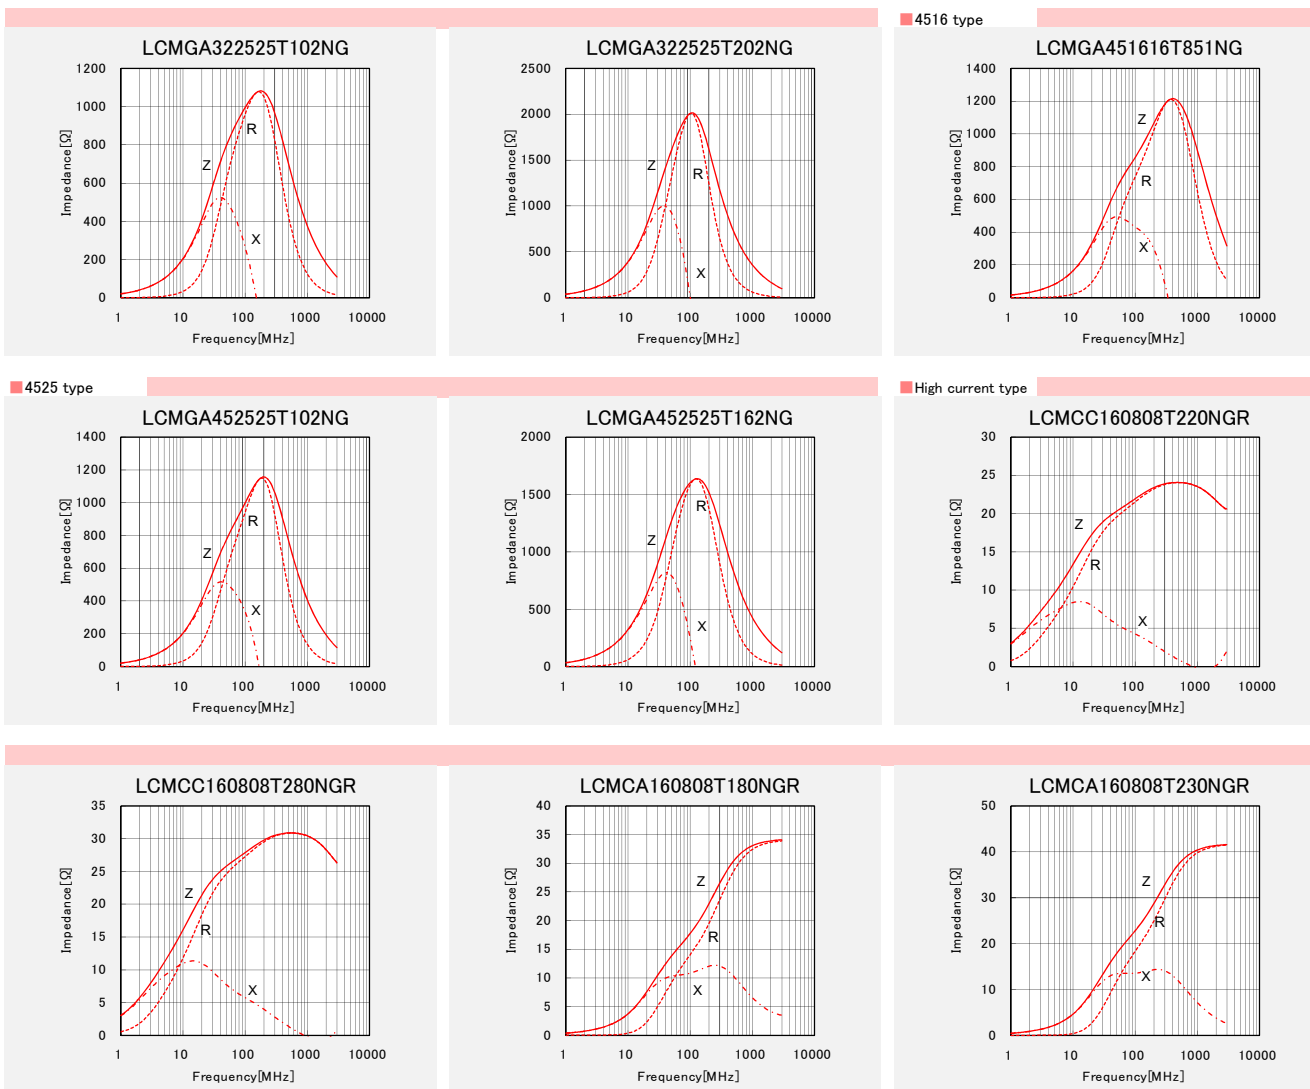 ■ 4516 type
LCMGA322525T102NG
1200
1000
800
600
400
200
0
Impedance[Ω]
Z
R
X
1 10 100 1000 10000
Frequency[MHz]
LCMGA322525T202NG
2500
2000
1500
1000
500
0
Impedance[Ω]
Z
R
X
1 10 100 1000 10000
Frequency[MHz]
LCMGA451616T851NG
1400
1200
1000
800
600
400
200
0
Impedance[Ω]
Z
R
X
1 10 100 1000 10000
Frequency[MHz]
■ 4525 type
LCMGA452525T102NG
1400
1200
1000
800
600
400
200
0
Impedance[Ω]
Z
R
X
1 10 100 1000 10000
Frequency[MHz]
LCMGA452525T162NG
2000
1500
1000
500
0
Impedance[Ω]
Z
R
X
1 10 100 1000 10000
Frequency[MHz]
■ High current type
LCMCC160808T220NGR
30
25
20
15
10
5
0
Impedance[Ω]
Z
R
X
1 10 100 1000 10000
Frequency[MHz]
LCMCC160808T280NGR
35
30
25
20
15
10
5
0
Impedance[Ω]
Z
R
X
1 10 100 1000 10000
Frequency[MHz]
LCMCA160808T180NGR
40
35
30
25
20
15
10
5
0
Impedance[Ω]
Z
R
X
1 10 100 1000 10000
Frequency[MHz]
LCMCA160808T230NGR
50
40
30
20
10
0
Impedance[Ω]
Z
R
X
1 10 100 1000 10000
Frequency[MHz]